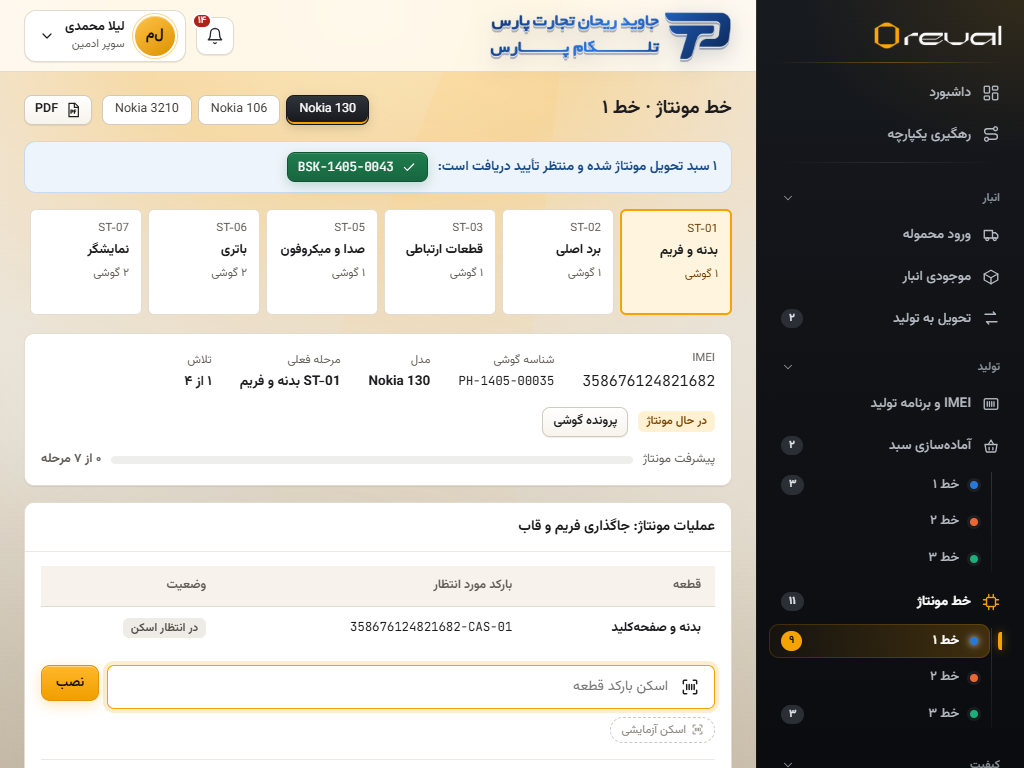 oreval
داشبورد
رهگیری یکپارچه
انبار
ورود محموله
موجودی انبار
تحویل به تولید
۲
تولید
IMEI و برنامه تولید
آماده‌سازی سبد
۲
خط ۱
۳
خط ۲
خط ۳
خط مونتاژ
۱۱
خط ۱
۹
خط ۲
خط ۳
۳
کیفیت
جاوید ریحان تجارت پارس
تلـکام پـارس
۱۴
ل‌م
لیلا محمدی
سوپر ادمین
خط مونتاژ · خط ۱
Nokia 130
Nokia 106
Nokia 3210
PDF
۱ سبد تحویل مونتاژ شده و منتظر تأیید دریافت است:
BSK-1405-0043
ST-01
بدنه و فریم
۱ گوشی
ST-02
برد اصلی
۱ گوشی
ST-03
قطعات ارتباطی
۱ گوشی
ST-05
صدا و میکروفون
۱ گوشی
ST-06
باتری
۲ گوشی
ST-07
نمایشگر
۲ گوشی
IMEI
358676124821682
شناسه گوشی
PH-1405-00035
مدل
Nokia 130
مرحله فعلی
ST-01 بدنه و فریم
تلاش
۱ از ۴
در حال مونتاژ
پرونده گوشی
پیشرفت مونتاژ
۰ از ۷ مرحله
عملیات مونتاژ: جاگذاری فریم و قاب
قطعه
بارکد مورد انتظار
وضعیت
بدنه و صفحه‌کلید
358676124821682-CAS-01
در انتظار اسکن
اسکن بارکد قطعه
نصب
اسکن آزمایشی